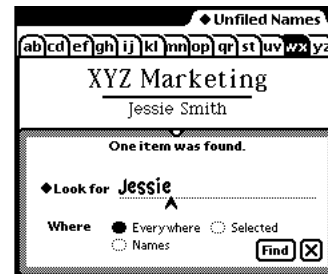 ◆Unfiled Names
ab cd ef gh ij kl mn op qr st uv wx yz
XYZ Marketing
Jessie Smith
One item was found.
◆Look for Jessie
Where Everywhere Selected
Names
Find X